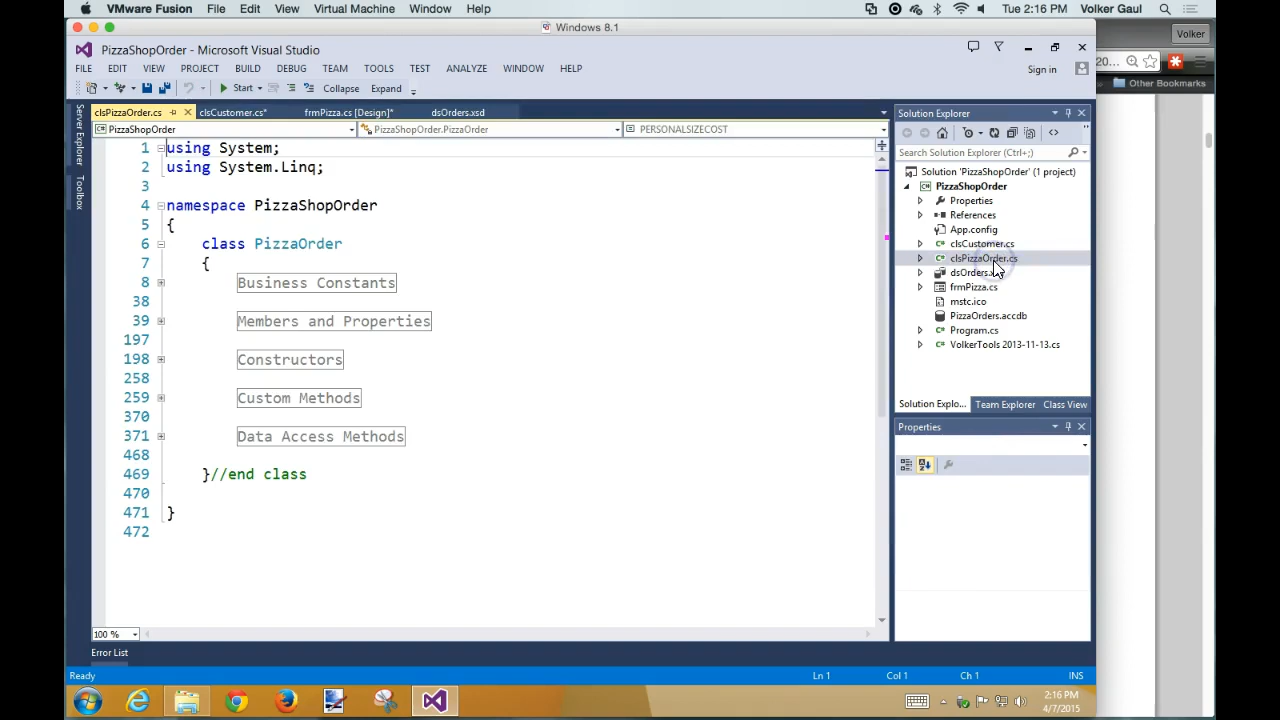 VMware Fusion File Edit View Virtual Machine Window Help Tue 2:16 PM Volker Gaul
Windows 8.1
Volker
PizzaShopOrder - Microsoft Visual Studio
FILE EDIT VIEW PROJECT BUILD DEBUG TEAM TOOLS TEST WINDOW HELP Sign in
20...
Other Bookmarks
Start Collapse Expand
Server Explorer
Toolbox
clsPizzaOrder.cs clsCustomer.cs* frmPizza.cs [Design]* dsOrders.xsd
PizzaShopOrder PizzaShopOrder.PizzaOrder PERSONALSIZECOST
1 using System;
2 using System.Linq;
3
4 namespace PizzaShopOrder
5 {
6 class PizzaOrder
7 {
8 Business Constants
38
39 Members and Properties
197
198 Constructors
258
259 Custom Methods
370
371 Data Access Methods
468
469 }//end class
470
471 }
472
100 %
Error List
Solution Explorer
Search Solution Explorer (Ctrl+;)
Solution 'PizzaShopOrder' (1 project)
PizzaShopOrder
Properties
References
App.config
clsCustomer.cs
clsPizzaOrder.cs
frmPizza.cs
mstc.ico
PizzaOrders.accdb
Program.cs
VolkerTools 2013-11-13.cs
Solution Explo... Team Explorer Class View
Properties
Ready Ln 1 Col 1 Ch 1 INS
2:16 PM
4/7/2015